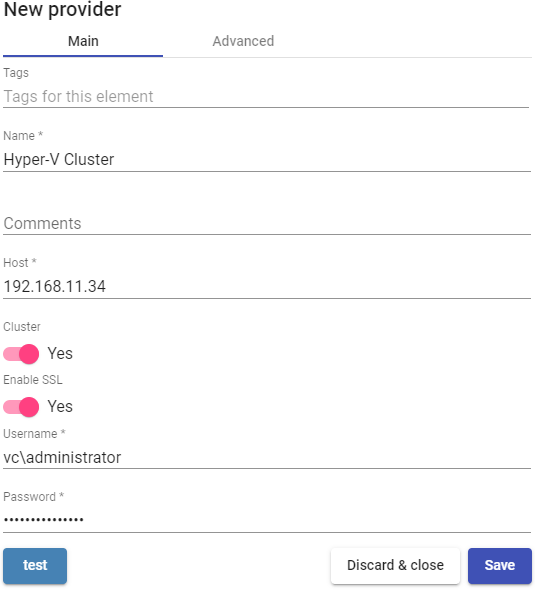 New provider
Main Advanced
Tags
Tags for this element
Name *
Hyper-V Cluster
Comments
Host *
192.168.11.34
Cluster
Yes
Enable SSL
Yes
Username *
vc\administrator
Password *
•••••••••••••••
test Discard & close Save